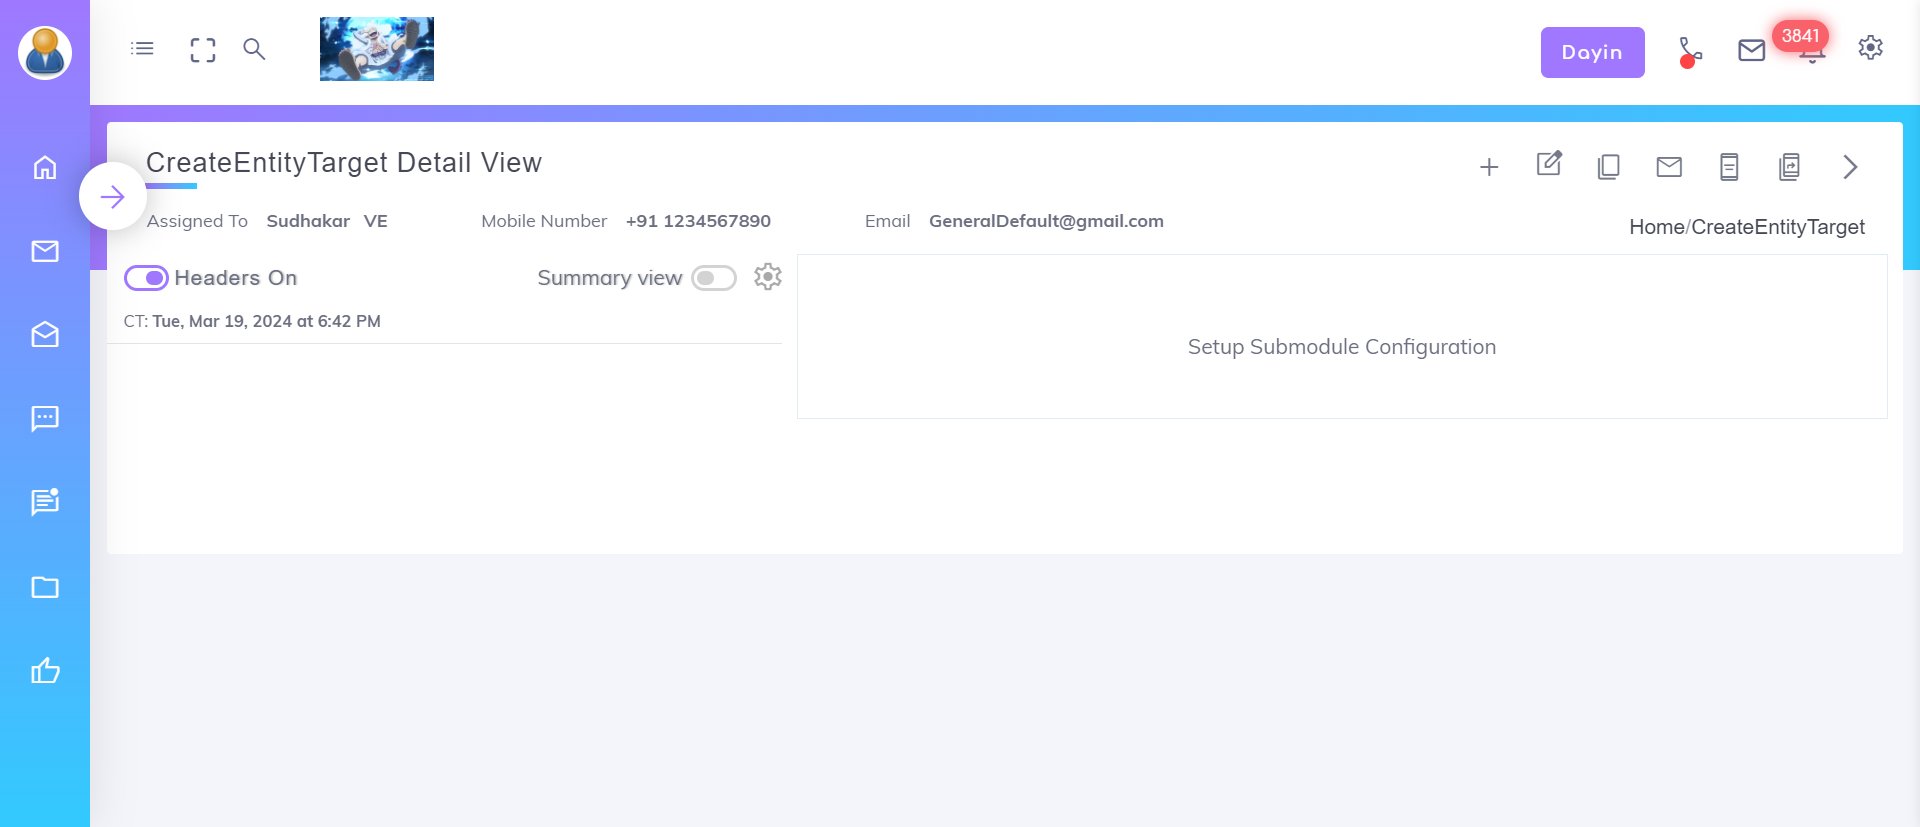 Dayin
3841
CreateEntityTarget Detail View
Assigned To Sudhakar VE Mobile Number +91 1234567890 Email GeneralDefault@gmail.com
Home/CreateEntityTarget
Headers On Summary view
CT: Tue, Mar 19, 2024 at 6:42 PM
Setup Submodule Configuration